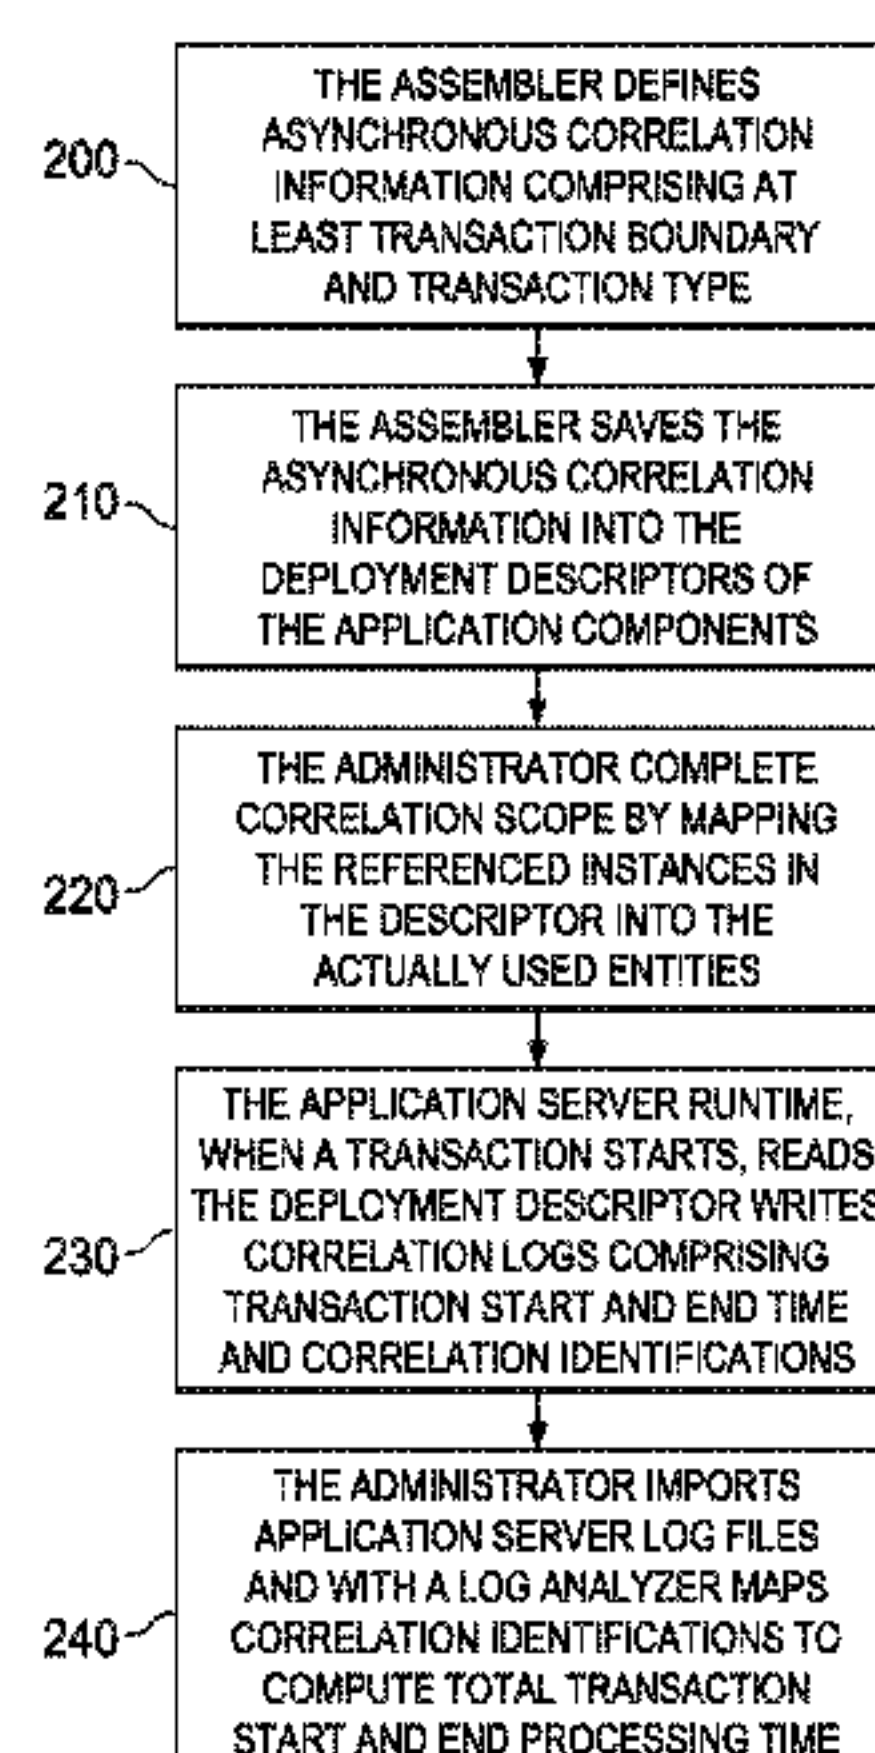 200
THE ASSEMBLER DEFINES
ASYNCHRONOUS CORRELATION
INFORMATION COMPRISING AT
LEAST TRANSACTION BOUNDARY
AND TRANSACTION TYPE
210
THE ASSEMBLER SAVES THE
ASYNCHRONOUS CORRELATION
INFORMATION INTO THE
DEPLOYMENT DESCRIPTORS OF
THE APPLICATION COMPONENTS
220
THE ADMINISTRATOR COMPLETE
CORRELATION SCOPE BY MAPPING
THE REFERENCED INSTANCES IN
THE DESCRIPTOR INTO THE
ACTUALLY USED ENTITIES
230
THE APPLICATION SERVER RUNTIME,
WHEN A TRANSACTION STARTS, READS
THE DEPLOYMENT DESCRIPTOR WRITES
CORRELATION LOGS COMPRISING
TRANSACTION START AND END TIME
AND CORRELATION IDENTIFICATIONS
240
THE ADMINISTRATOR IMPORTS
APPLICATION SERVER LOG FILES
AND WITH A LOG ANALYZER MAPS
CORRELATION IDENTIFICATIONS TO
COMPUTE TOTAL TRANSACTION
START AND END PROCESSING TIME